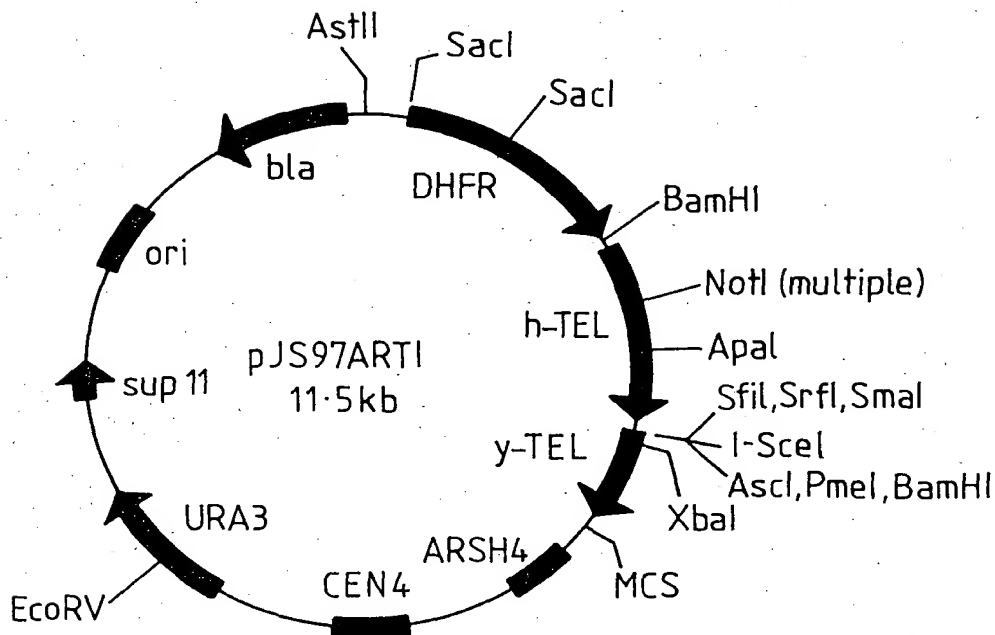 AstII
SacI
SacI
bla
DHFR
BamHI
ori
NotI (multiple)
h-TEL
pJS97ARTI
11·5kb
ApaI
sup 11
SfiI, SrfI, SmaI
y-TEL
I-SceI
AscI, PmeI, BamHI
XbaI
URA3
ARSH4
MCS
CEN4
EcoRV